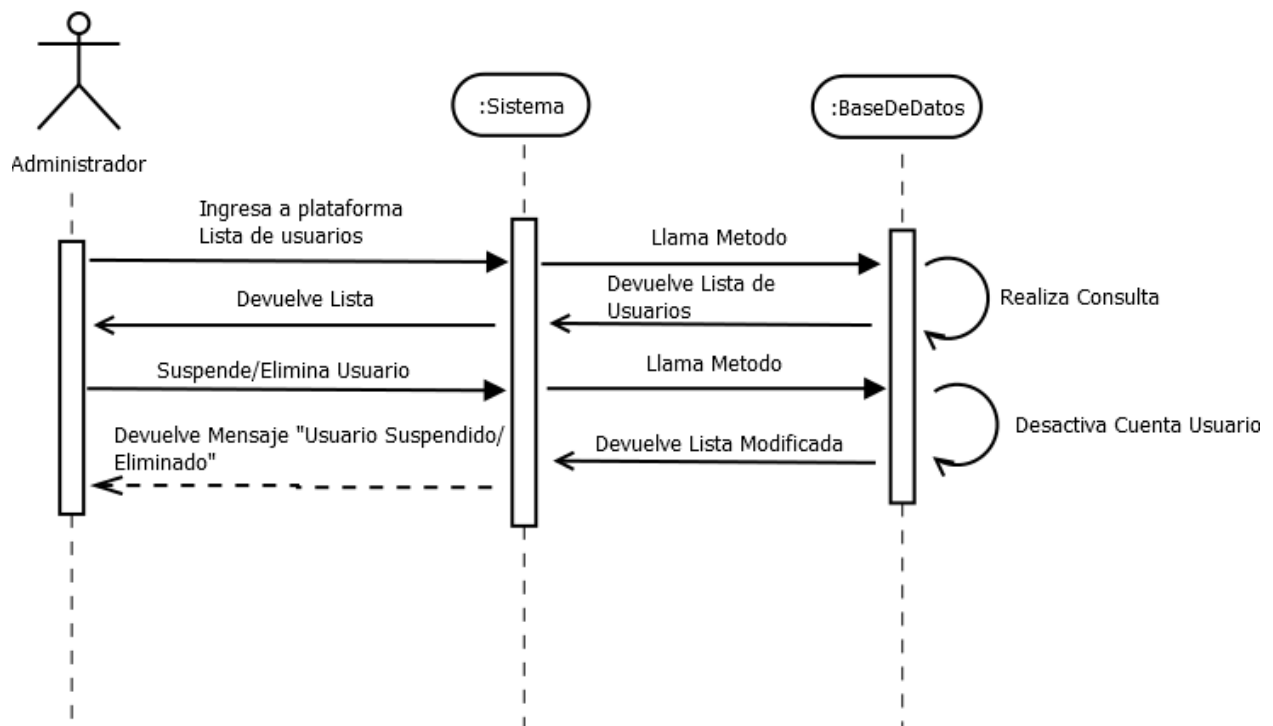 :Sistema
:BaseDeDatos
Administrador
Ingresa a plataforma
Lista de usuarios
Llama Metodo
Devuelve Lista
Devuelve Lista de
Usuarios
Realiza Consulta
Suspende/Elimina Usuario
Llama Metodo
Devuelve Mensaje "Usuario Suspendido/
Eliminado"
Devuelve Lista Modificada
Desactiva Cuenta Usuario